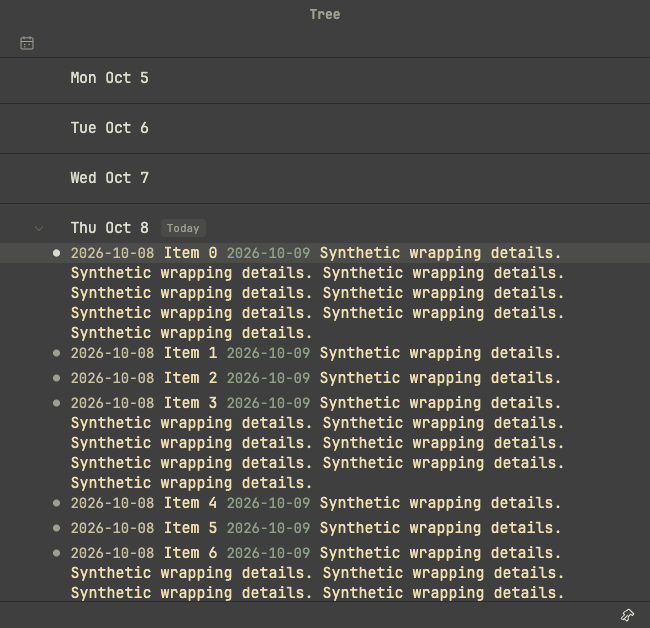 Tree
Mon Oct 5
Tue Oct 6
Wed Oct 7
Thu Oct 8 Today
2026-10-08 Item 0 2026-10-09 Synthetic wrapping details.
Synthetic wrapping details. Synthetic wrapping details.
Synthetic wrapping details. Synthetic wrapping details.
Synthetic wrapping details. Synthetic wrapping details.
Synthetic wrapping details.
2026-10-08 Item 1 2026-10-09 Synthetic wrapping details.
2026-10-08 Item 2 2026-10-09 Synthetic wrapping details.
2026-10-08 Item 3 2026-10-09 Synthetic wrapping details.
Synthetic wrapping details. Synthetic wrapping details.
Synthetic wrapping details. Synthetic wrapping details.
Synthetic wrapping details. Synthetic wrapping details.
Synthetic wrapping details.
2026-10-08 Item 4 2026-10-09 Synthetic wrapping details.
2026-10-08 Item 5 2026-10-09 Synthetic wrapping details.
2026-10-08 Item 6 2026-10-09 Synthetic wrapping details.
Synthetic wrapping details. Synthetic wrapping details.
Synthetic wrapping details. Synthetic wrapping details.